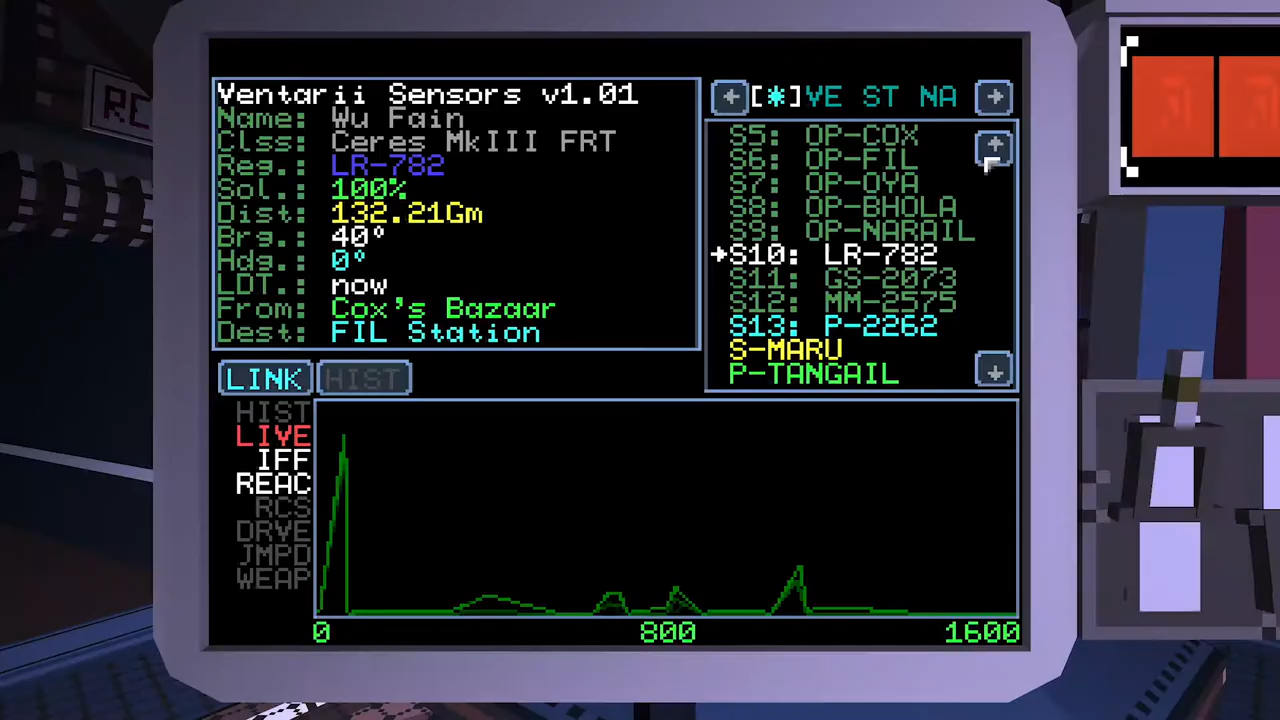 Ventarii Sensors v1.01
Name: Wu Fain
Clss: Ceres MkIII FRT
Reg.: LR-782
Sol.: 100%
Dist: 132.21Gm
Brg.: 40°
Hdg.: 0°
LDT.: now
From: Cox's Bazaar
Dest: FIL Station
[*]VE ST NA
S5: OP-COX
S6: OP-FIL
S7: OP-OYA
S8: OP-BHOLA
S9: OP-NARAIL
S10: LR-782
S11: GS-2073
S12: MM-2575
S13: P-2262
S-MARU
P-TANGAIL
LINK HIST
HIST
LIVE
IFF
REAC
RCS
DRVE
JMPD
WEAP
0 800 1600